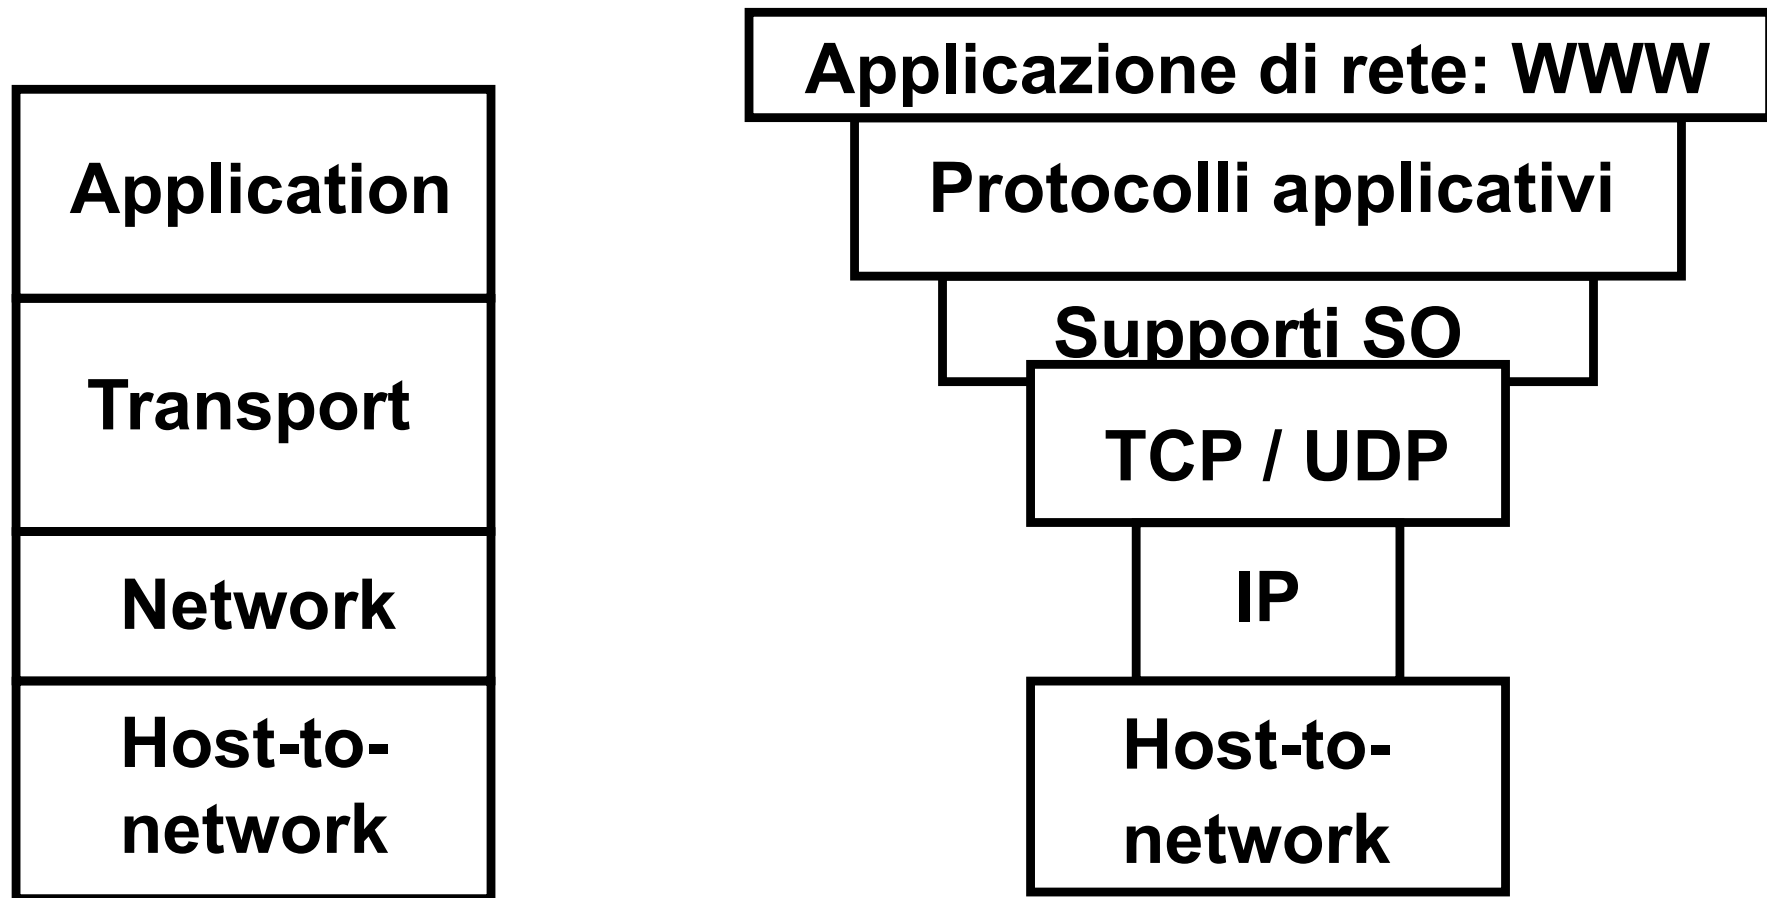 Application
Transport
Network
Host-to-
network
Applicazione di rete: WWW
Protocolli applicativi
Supporti SO
TCP / UDP
IP
Host-to-
network